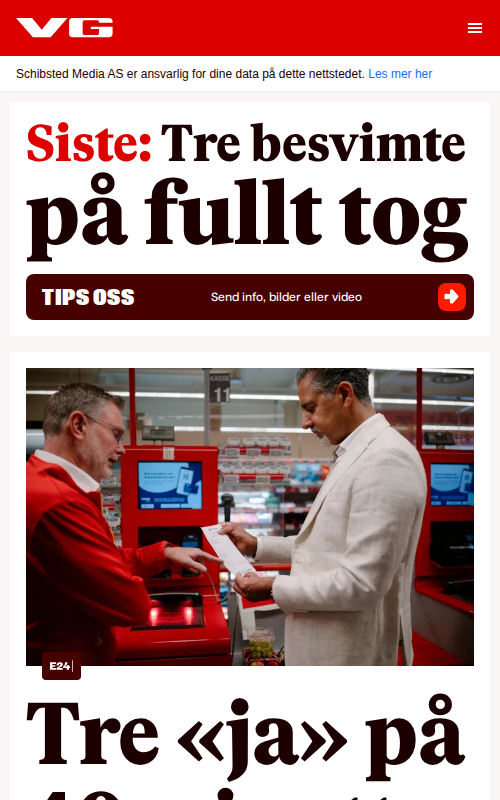 VG
Schibsted Media AS er ansvarlig for dine data på dette nettstedet. Les mer her
Siste: Tre besvimte
på fullt tog
TIPS OSS
Send info, bilder eller video
KASSE
11
E24
Tre «ja» på